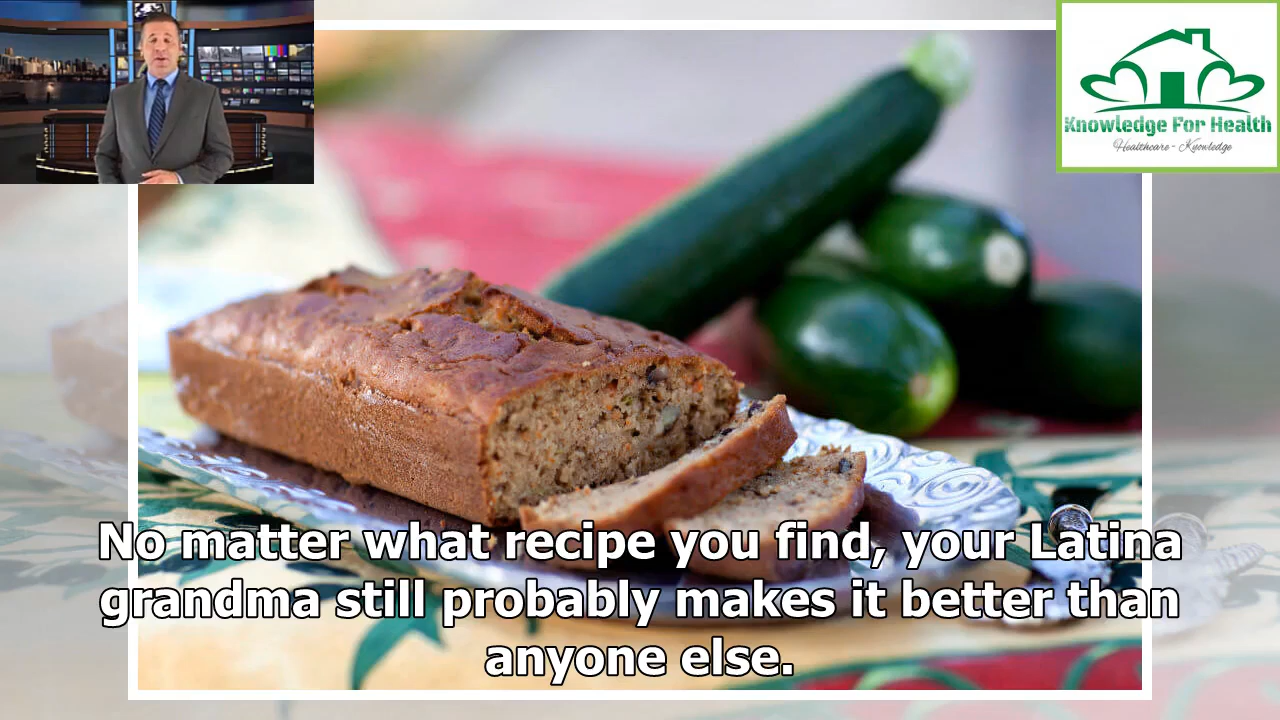 Knowledge For Health
Healthcare - Knowledge
No matter what recipe you find, your Latina
grandma still probably makes it better than
anyone else.